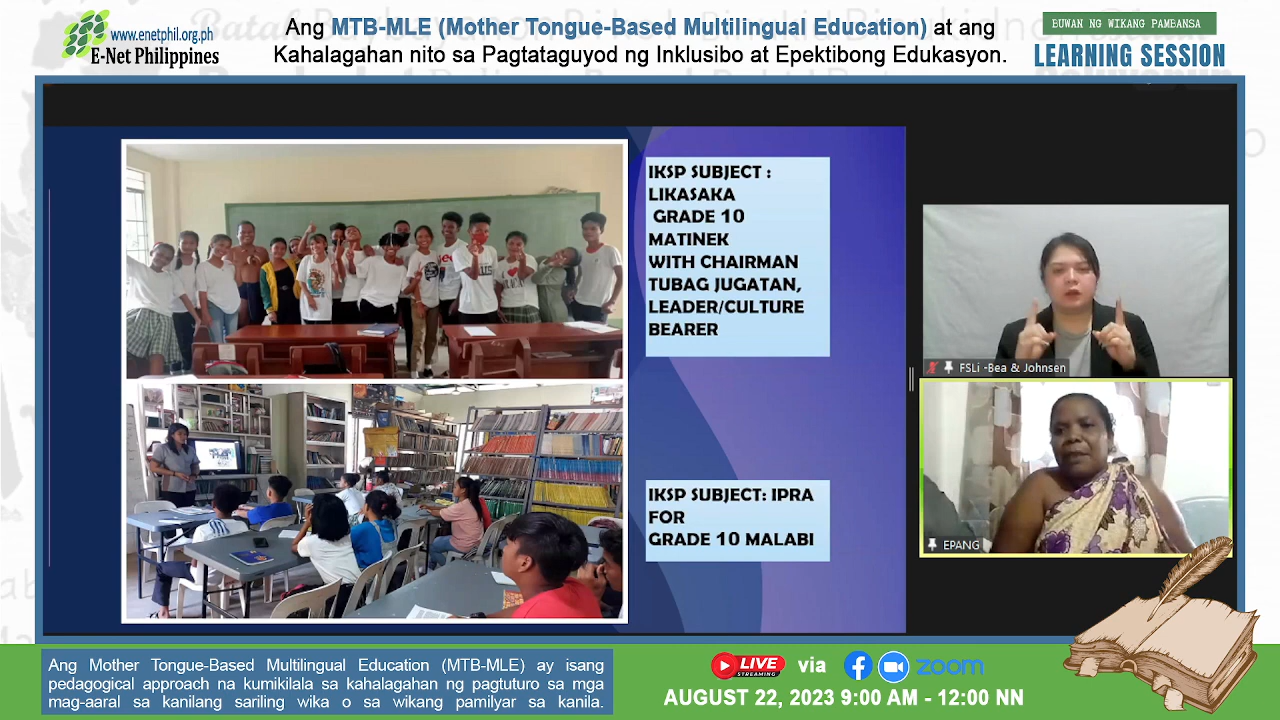 www.enetphil.org.ph
E-Net Philippines
Ang MTB-MLE (Mother Tongue-Based Multilingual Education) at ang
Kahalagahan nito sa Pagtataguyod ng Inklusibo at Epektibong Edukasyon.
BUWAN NG WIKANG PAMBANSA
LEARNING SESSION
IKSP SUBJECT :
LIKASAKA
GRADE 10
MATINEK
WITH CHAIRMAN
TUBAG JUGATAN,
LEADER/CULTURE
BEARER
IKSP SUBJECT: IPRA
FOR
GRADE 10 MALABI
FSLi -Bea & Johnsen
EPANG
Ang Mother Tongue-Based Multilingual Education (MTB-MLE) ay isang
pedagogical approach na kumikilala sa kahalagahan ng pagtuturo sa mga
mag-aaral sa kanilang sariling wika o sa wikang pamilyar sa kanila.
LIVE via zoom
STREAMING
AUGUST 22, 2023 9:00 AM - 12:00 NN